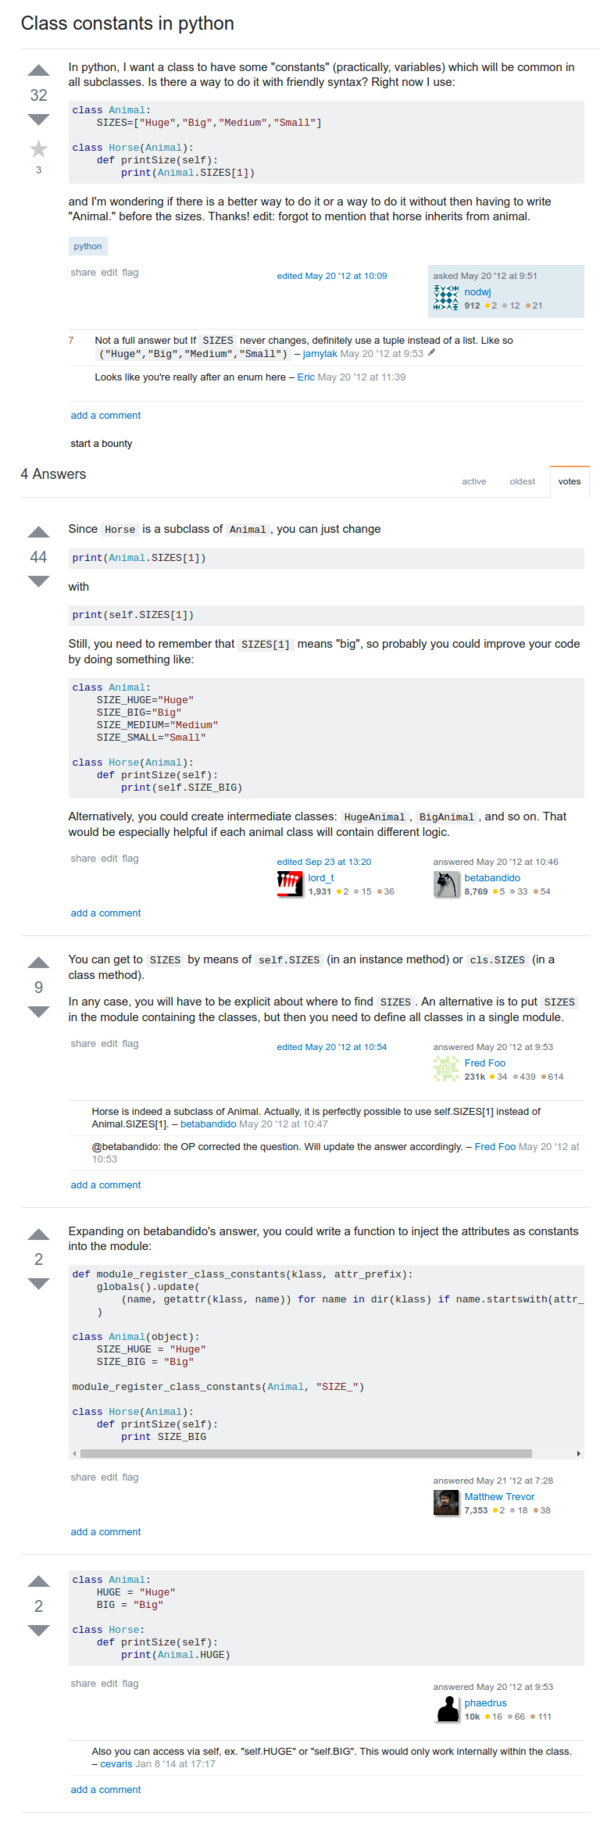 Class constants in python
In python, I want a class to have some "constants" (practically, variables) which will be common in
all subclasses. Is there a way to do it with friendly syntax? Right now I use:
32
class Animal:
    SIZES=["Huge","Big","Medium","Small"]
class Horse(Animal):
    def printSize(self):
        print(Animal.SIZES[1])
3
and I'm wondering if there is a better way to do it or a way to do it without then having to write
"Animal." before the sizes. Thanks! edit: forgot to mention that horse inherits from animal.
python
share edit flag
edited May 20 '12 at 10:09
asked May 20 '12 at 9:51
nodwj
912 2 12 21
7 Not a full answer but If SIZES never changes, definitely use a tuple instead of a list. Like so
("Huge","Big","Medium","Small") – jamylak May 20 '12 at 9:53
Looks like you're really after an enum here – Eric May 20 '12 at 11:39
add a comment
start a bounty
4 Answers
active oldest votes
Since Horse is a subclass of Animal, you can just change
44
print(Animal.SIZES[1])
with
print(self.SIZES[1])
Still, you need to remember that SIZES[1] means "big", so probably you could improve your code
by doing something like:
class Animal:
    SIZE_HUGE="Huge"
    SIZE_BIG="Big"
    SIZE_MEDIUM="Medium"
    SIZE_SMALL="Small"
class Horse(Animal):
    def printSize(self):
        print(self.SIZE_BIG)
Alternatively, you could create intermediate classes: HugeAnimal, BigAnimal, and so on. That
would be especially helpful if each animal class will contain different logic.
share edit flag
edited Sep 23 at 13:20
lord_t
1,931 2 15 36
answered May 20 '12 at 10:46
betabandido
8,769 5 33 54
add a comment
You can get to SIZES by means of self.SIZES (in an instance method) or cls.SIZES (in a
class method).
9
In any case, you will have to be explicit about where to find SIZES. An alternative is to put SIZES
in the module containing the classes, but then you need to define all classes in a single module.
share edit flag
edited May 20 '12 at 10:54
answered May 20 '12 at 9:53
Fred Foo
231k 34 439 614
Horse is indeed a subclass of Animal. Actually, it is perfectly possible to use self.SIZES[1] instead of
Animal.SIZES[1]. – betabandido May 20 '12 at 10:47
@betabandido: the OP corrected the question. Will update the answer accordingly. – Fred Foo May 20 '12 at
10:53
add a comment
Expanding on betabandido's answer, you could write a function to inject the attributes as constants
into the module:
2
def module_register_class_constants(klass, attr_prefix):
    globals().update(
        (name, getattr(klass, name)) for name in dir(klass) if name.startswith(attr_
    )
class Animal(object):
    SIZE_HUGE = "Huge"
    SIZE_BIG = "Big"
module_register_class_constants(Animal, "SIZE_")
class Horse(Animal):
    def printSize(self):
        print SIZE_BIG
share edit flag
answered May 21 '12 at 7:28
Matthew Trevor
7,353 2 18 38
add a comment
class Animal:
    HUGE = "Huge"
    BIG = "Big"
2
class Horse:
    def printSize(self):
        print(Animal.HUGE)
share edit flag
answered May 20 '12 at 9:53
phaedrus
10k 16 66 111
Also you can access via self, ex. "self.HUGE" or "self.BIG". This would only work internally within the class.
– cevaris Jan 8 '14 at 17:17
add a comment